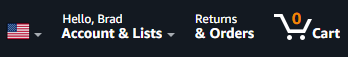 Hello, Brad
Account & Lists
Returns
& Orders
0
Cart